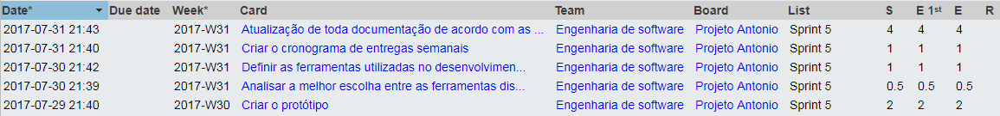 Date* Due date Week* Card Team Board List S E 1st E R
2017-07-31 21:43 2017-W31 Atualização de toda documentação de acordo com as ... Engenharia de software Projeto Antonio Sprint 5 4 4 4
2017-07-31 21:40 2017-W31 Criar o cronograma de entregas semanais Engenharia de software Projeto Antonio Sprint 5 1 1 1
2017-07-30 21:42 2017-W31 Definir as ferramentas utilizadas no desenvolvimen... Engenharia de software Projeto Antonio Sprint 5 1 1 1
2017-07-30 21:39 2017-W31 Analisar a melhor escolha entre as ferramentas dis... Engenharia de software Projeto Antonio Sprint 5 0.5 0.5 0.5
2017-07-29 21:40 2017-W30 Criar o protótipo Engenharia de software Projeto Antonio Sprint 5 2 2 2